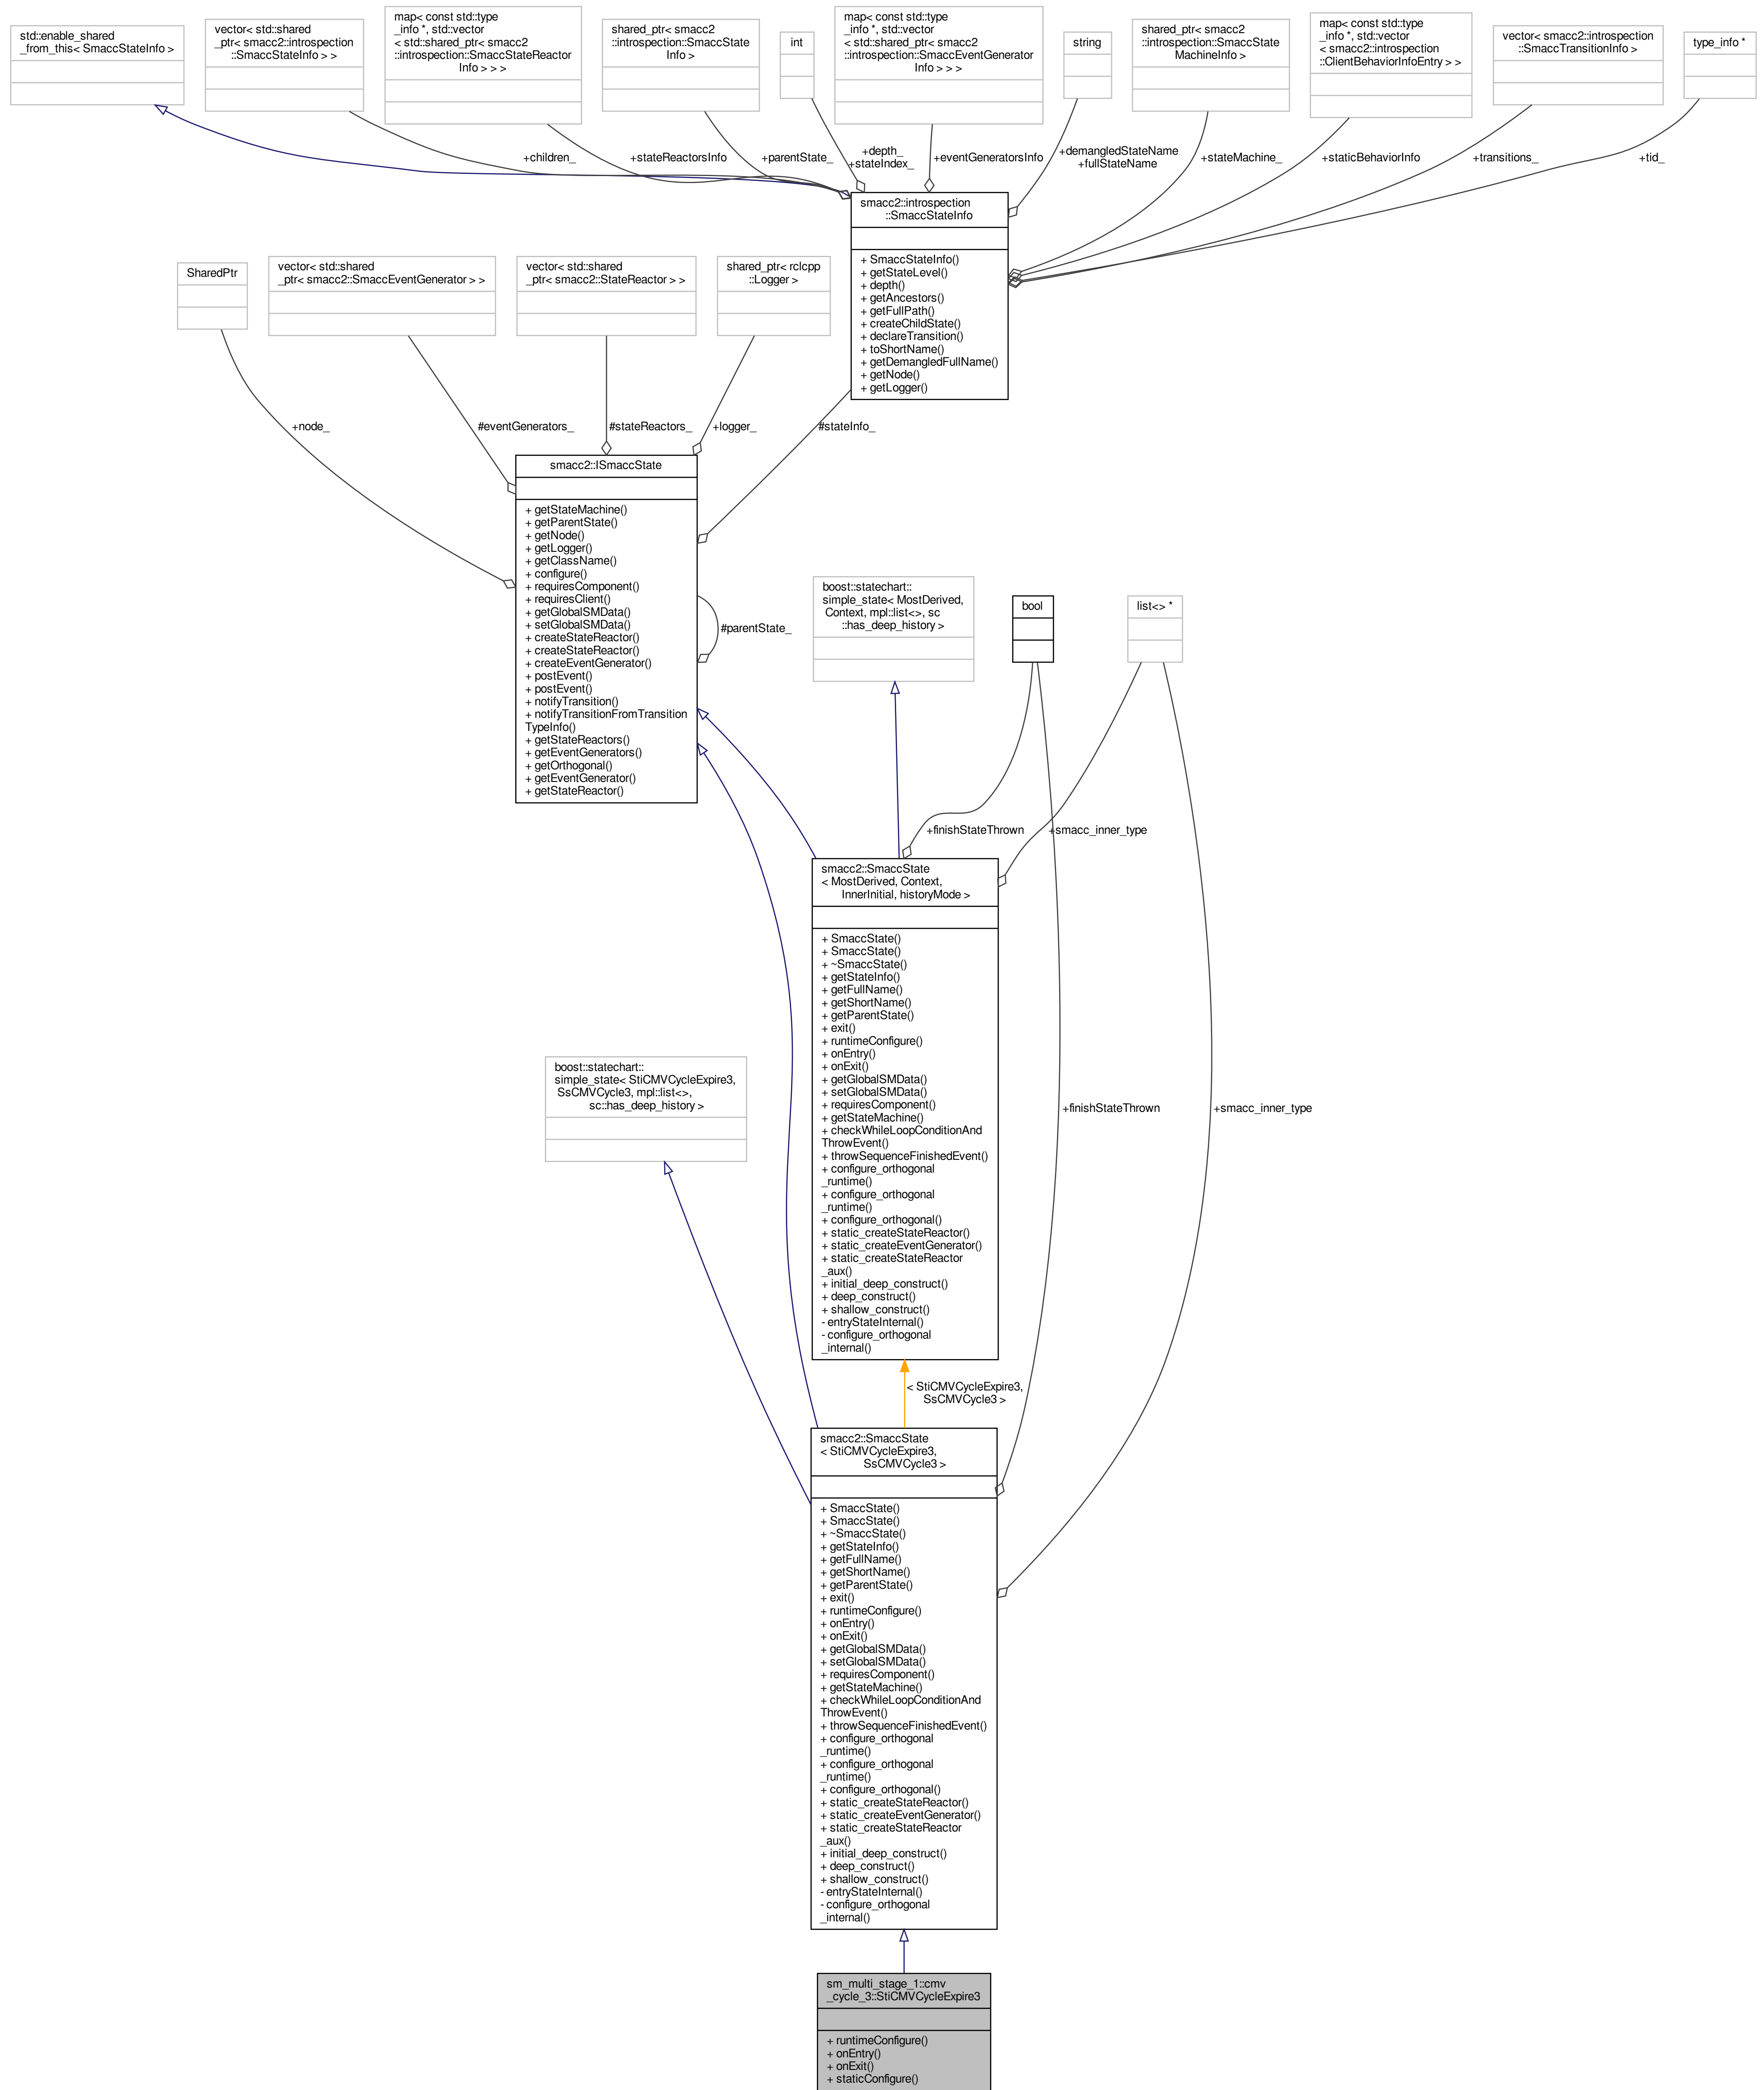 std::enable_shared
_from_this< SmaccStateInfo >
vector< std::shared
_ptr< smacc2::introspection
::SmaccStateInfo > >
map< const std::type
_info *, std::vector
< std::shared_ptr< smacc2
::introspection::SmaccStateReactor
Info > > >
shared_ptr< smacc2
::introspection::SmaccState
Info >
int
map< const std::type
_info *, std::vector
< std::shared_ptr< smacc2
::introspection::SmaccEventGenerator
Info > > >
string
shared_ptr< smacc2
::introspection::SmaccState
MachineInfo >
map< const std::type
_info *, std::vector
< smacc2::introspection
::ClientBehaviorInfoEntry > >
vector< smacc2::introspection
::SmaccTransitionInfo >
type_info *
+children_
+stateReactorsInfo
+parentState_
+depth_
+stateIndex_
+eventGeneratorsInfo
+demangledStateName
+fullStateName
+stateMachine_
+staticBehaviorInfo
+transitions_
+tid_
smacc2::introspection
::SmaccStateInfo
+ SmaccStateInfo()
+ getStateLevel()
+ depth()
+ getAncestors()
+ getFullPath()
+ createChildState()
+ declareTransition()
+ toShortName()
+ getDemangledFullName()
+ getNode()
+ getLogger()
SharedPtr
vector< std::shared
_ptr< smacc2::SmaccEventGenerator > >
vector< std::shared
_ptr< smacc2::StateReactor > >
shared_ptr< rclcpp
::Logger >
+node_
#eventGenerators_
#stateReactors_
+logger_
#stateInfo_
smacc2::ISmaccState
+ getStateMachine()
+ getParentState()
+ getNode()
+ getLogger()
+ getClassName()
+ configure()
+ requiresComponent()
+ requiresClient()
+ getGlobalSMData()
+ setGlobalSMData()
+ createStateReactor()
+ createStateReactor()
+ createEventGenerator()
+ postEvent()
+ postEvent()
+ notifyTransition()
+ notifyTransitionFromTransition
TypeInfo()
+ getStateReactors()
+ getEventGenerators()
+ getOrthogonal()
+ getEventGenerator()
+ getStateReactor()
#parentState_
boost::statechart::
simple_state< MostDerived,
Context, mpl::list<>, sc
::has_deep_history >
bool
list<> *
+finishStateThrown
+smacc_inner_type
smacc2::SmaccState
< MostDerived, Context,
InnerInitial, historyMode >
+ SmaccState()
+ SmaccState()
+ ~SmaccState()
+ getStateInfo()
+ getFullName()
+ getShortName()
+ getParentState()
+ exit()
+ runtimeConfigure()
+ onEntry()
+ onExit()
+ getGlobalSMData()
+ setGlobalSMData()
+ requiresComponent()
+ getStateMachine()
+ checkWhileLoopConditionAnd
ThrowEvent()
+ throwSequenceFinishedEvent()
+ configure_orthogonal
_runtime()
+ configure_orthogonal
_runtime()
+ configure_orthogonal()
+ static_createStateReactor()
+ static_createEventGenerator()
+ static_createStateReactor
_aux()
+ initial_deep_construct()
+ deep_construct()
+ shallow_construct()
- entryStateInternal()
- configure_orthogonal
_internal()
boost::statechart::
simple_state< StiCMVCycleExpire3,
SsCMVCycle3, mpl::list<>,
sc::has_deep_history >
+finishStateThrown
+smacc_inner_type
< StiCMVCycleExpire3,
SsCMVCycle3 >
smacc2::SmaccState
< StiCMVCycleExpire3,
SsCMVCycle3 >
+ SmaccState()
+ SmaccState()
+ ~SmaccState()
+ getStateInfo()
+ getFullName()
+ getShortName()
+ getParentState()
+ exit()
+ runtimeConfigure()
+ onEntry()
+ onExit()
+ getGlobalSMData()
+ setGlobalSMData()
+ requiresComponent()
+ getStateMachine()
+ checkWhileLoopConditionAnd
ThrowEvent()
+ throwSequenceFinishedEvent()
+ configure_orthogonal
_runtime()
+ configure_orthogonal
_runtime()
+ configure_orthogonal()
+ static_createStateReactor()
+ static_createEventGenerator()
+ static_createStateReactor
_aux()
+ initial_deep_construct()
+ deep_construct()
+ shallow_construct()
- entryStateInternal()
- configure_orthogonal
_internal()
sm_multi_stage_1::cmv
_cycle_3::StiCMVCycleExpire3
+ runtimeConfigure()
+ onEntry()
+ onExit()
+ staticConfigure()